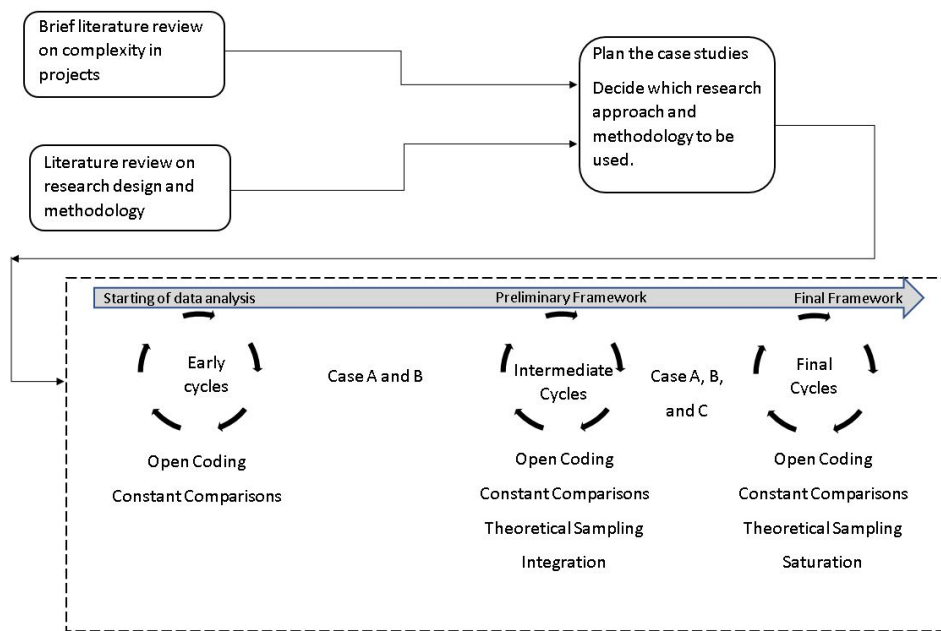 Brief literature review
on complexity in
projects
Plan the case studies
Decide which research
approach and
methodology to be
used.
Literature review on
research design and
methodology
Starting of data analysis
Preliminary Framework
Final Framework
Early
cycles
Case A and B
Intermediate
Cycles
Case A, B,
and C
Final
Cycles
Open Coding
Constant Comparisons
Open Coding
Constant Comparisons
Theoretical Sampling
Integration
Open Coding
Constant Comparisons
Theoretical Sampling
Saturation